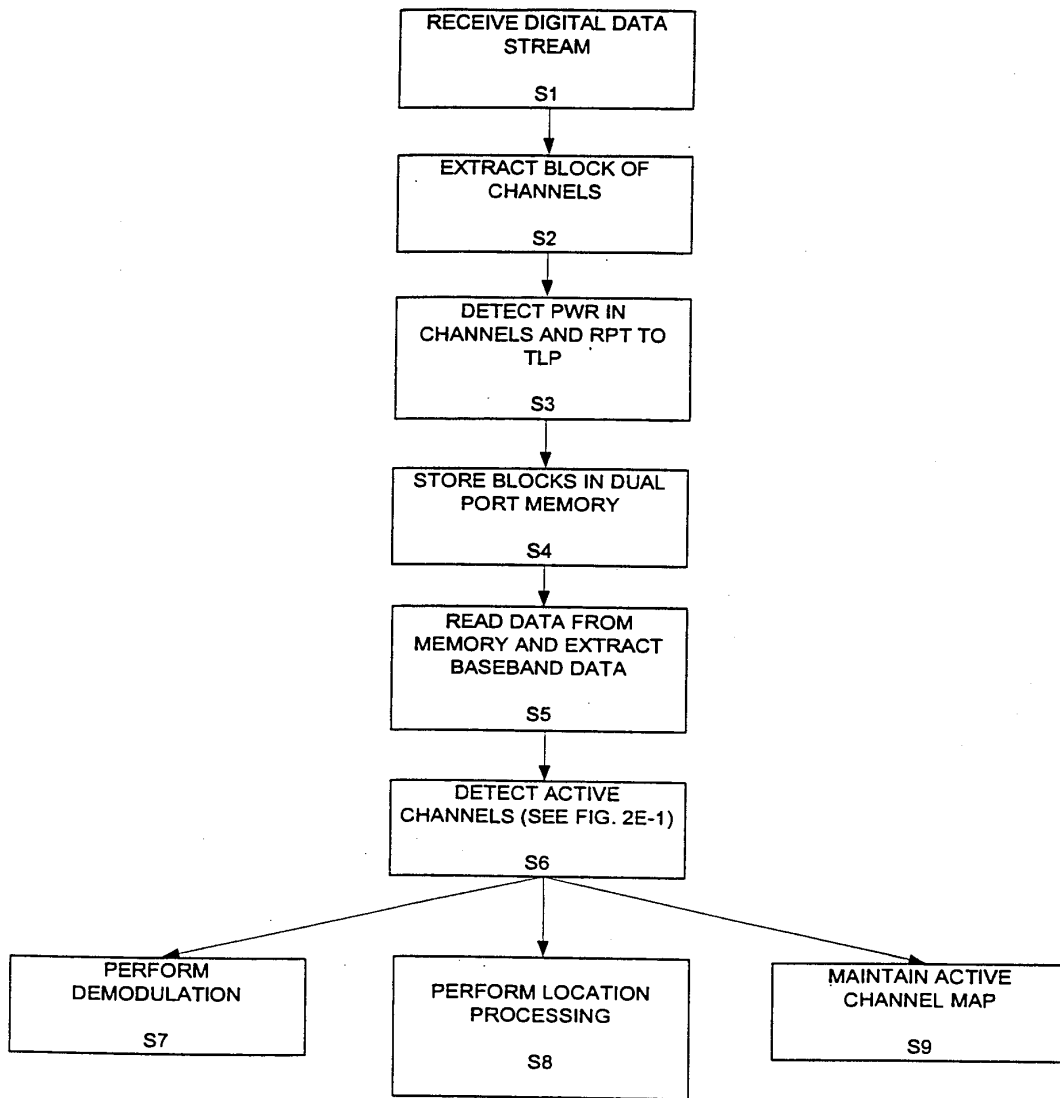 RECEIVE DIGITAL DATA
STREAM
S1
EXTRACT BLOCK OF
CHANNELS
S2
DETECT PWR IN
CHANNELS AND RPT TO
TLP
S3
STORE BLOCKS IN DUAL
PORT MEMORY
S4
READ DATA FROM
MEMORY AND EXTRACT
BASEBAND DATA
S5
DETECT ACTIVE
CHANNELS (SEE FIG. 2E-1)
S6
PERFORM
DEMODULATION
S7
PERFORM LOCATION
PROCESSING
S8
MAINTAIN ACTIVE
CHANNEL MAP
S9